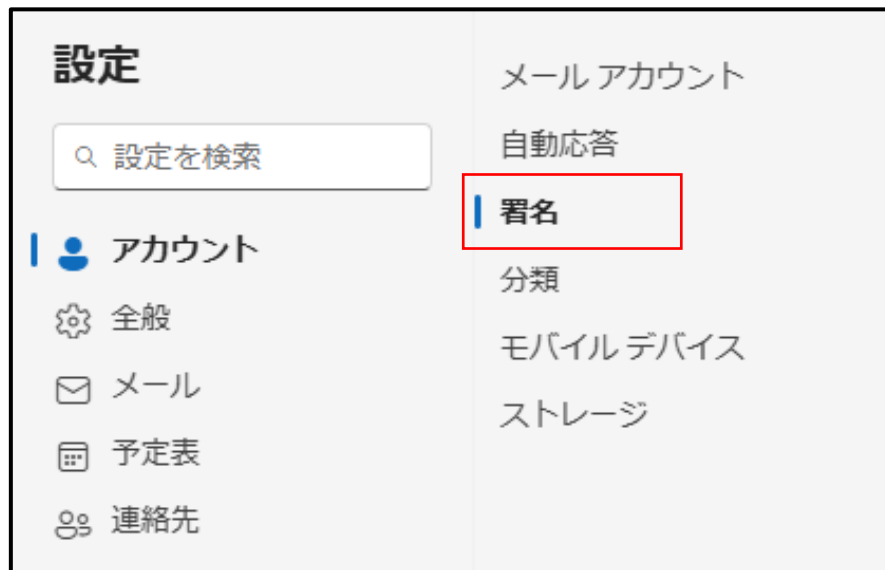 設定
設定を検索
アカウント
全般
メール
予定表
連絡先
メール アカウント
自動応答
署名
分類
モバイル デバイス
ストレージ